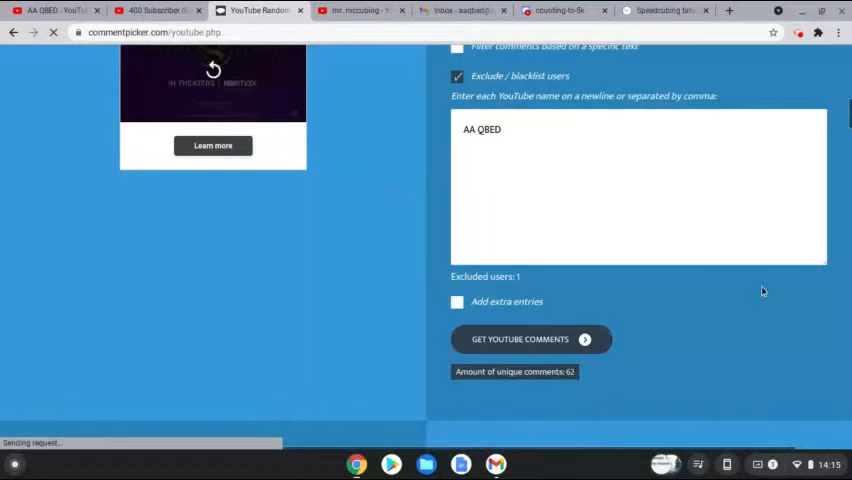 AA QBED - YouTu
400 Subscriber G
YouTube Random
mr. mccubing - Yo
Inbox - aaqbed@
counting-to-5k
Speedcubing tim
commentpicker.com/youtube.php
Filter comments based on a specific text
IN THEATERS
Exclude / blacklist users
Enter each YouTube name on a newline or separated by comma:
AA QBED
Learn more
Excluded users: 1
Add extra entries
GET YOUTUBE COMMENTS
Amount of unique comments: 62
Sending request...
1
14:15